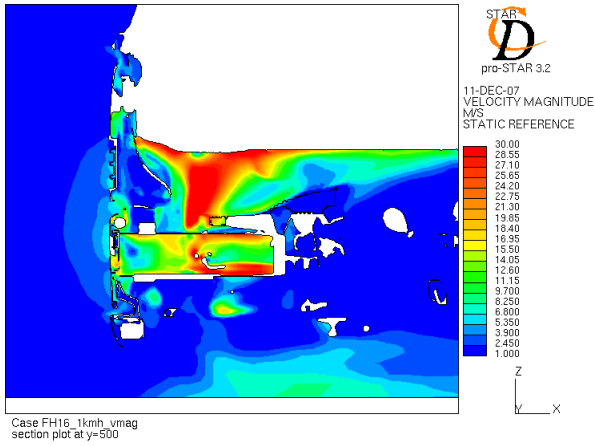 STAR
D
pro-STAR 3.2
11-DEC-07
VELOCITY MAGNITUDE
M/S
STATIC REFERENCE
30.00
28.55
27.10
25.65
24.20
22.75
21.30
19.85
18.40
16.95
15.50
14.05
12.60
11.15
9.700
8.250
6.800
5.350
3.900
2.450
1.000
Z
Y X
Case FH16_1kmh_vmag
section plot at y=500